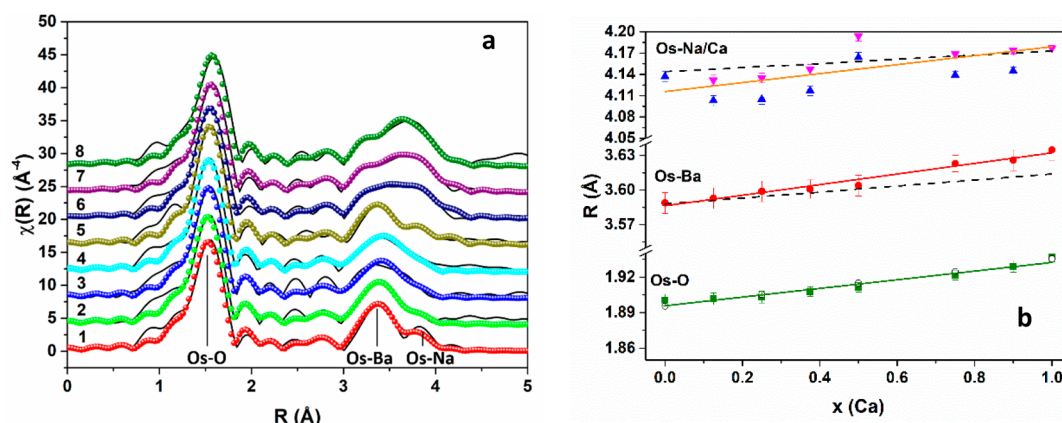 a
50
45
40
35
30
25
20
15
10
5
0
χ(R) (Å⁻⁴)
8
7
6
5
4
3
2
1
Os-O
Os-Ba
Os-Na
0 1 2 3 4 5
R (Å)
b
4.20
4.17
4.14
4.11
4.08
4.05
3.63
3.60
3.57
1.92
1.89
1.86
R (Å)
Os-Na/Ca
Os-Ba
Os-O
0.0 0.2 0.4 0.6 0.8 1.0
x (Ca)